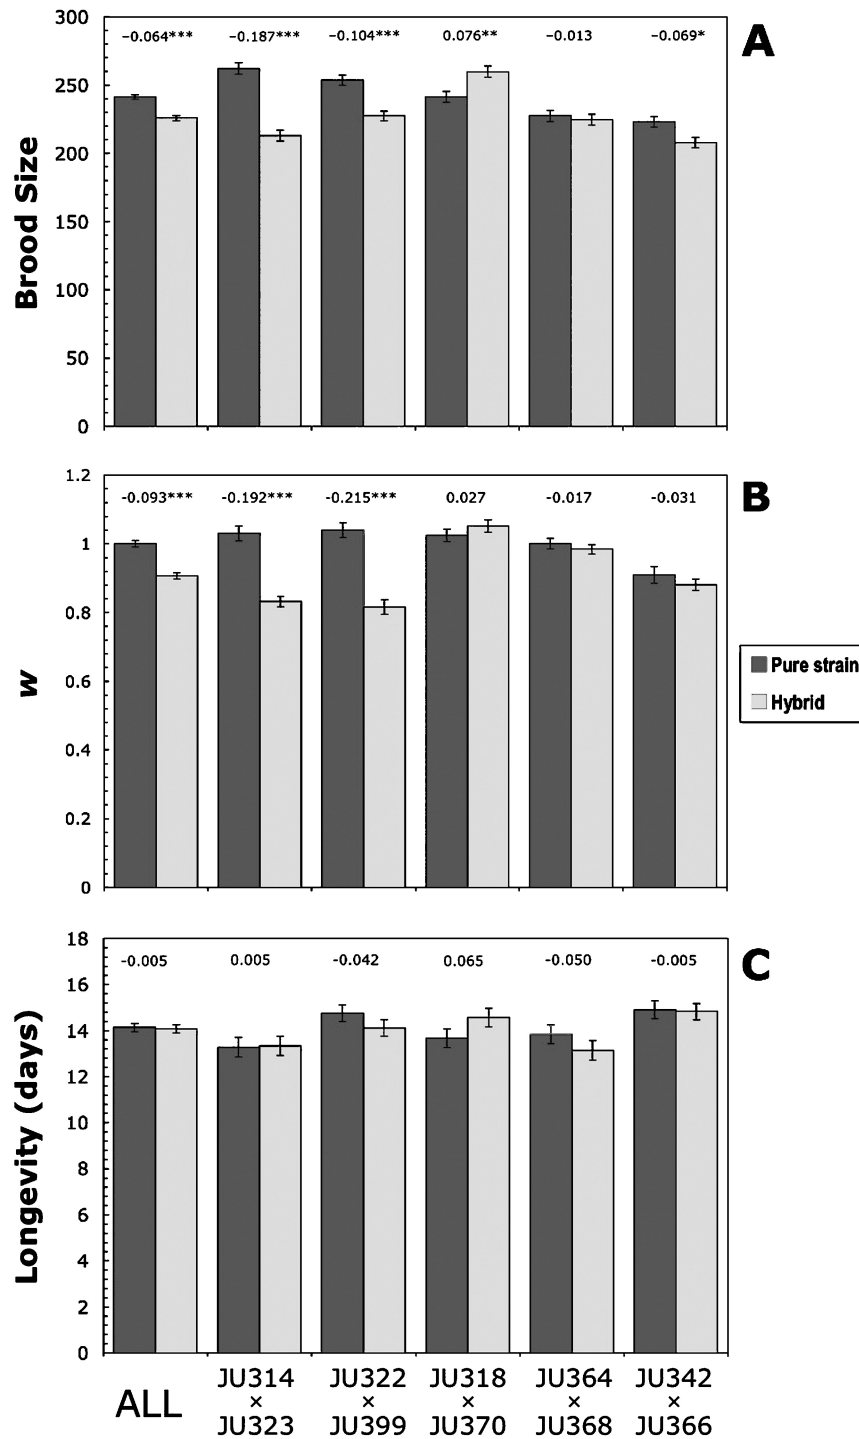 300
250
200
150
100
50
0
Brood Size
−0.064*** −0.187*** −0.104*** 0.076** −0.013 −0.069*
A
1.2
1
0.8
0.6
0.4
0.2
0
w
-0.093*** -0.192*** -0.215*** 0.027 -0.017 -0.031
B
Pure strain
Hybrid
18
16
14
12
10
8
6
4
2
0
Longevity (days)
-0.005 0.005 -0.042 0.065 -0.050 -0.005
C
ALL
JU314
×
JU323
JU322
×
JU399
JU318
×
JU370
JU364
×
JU368
JU342
×
JU366